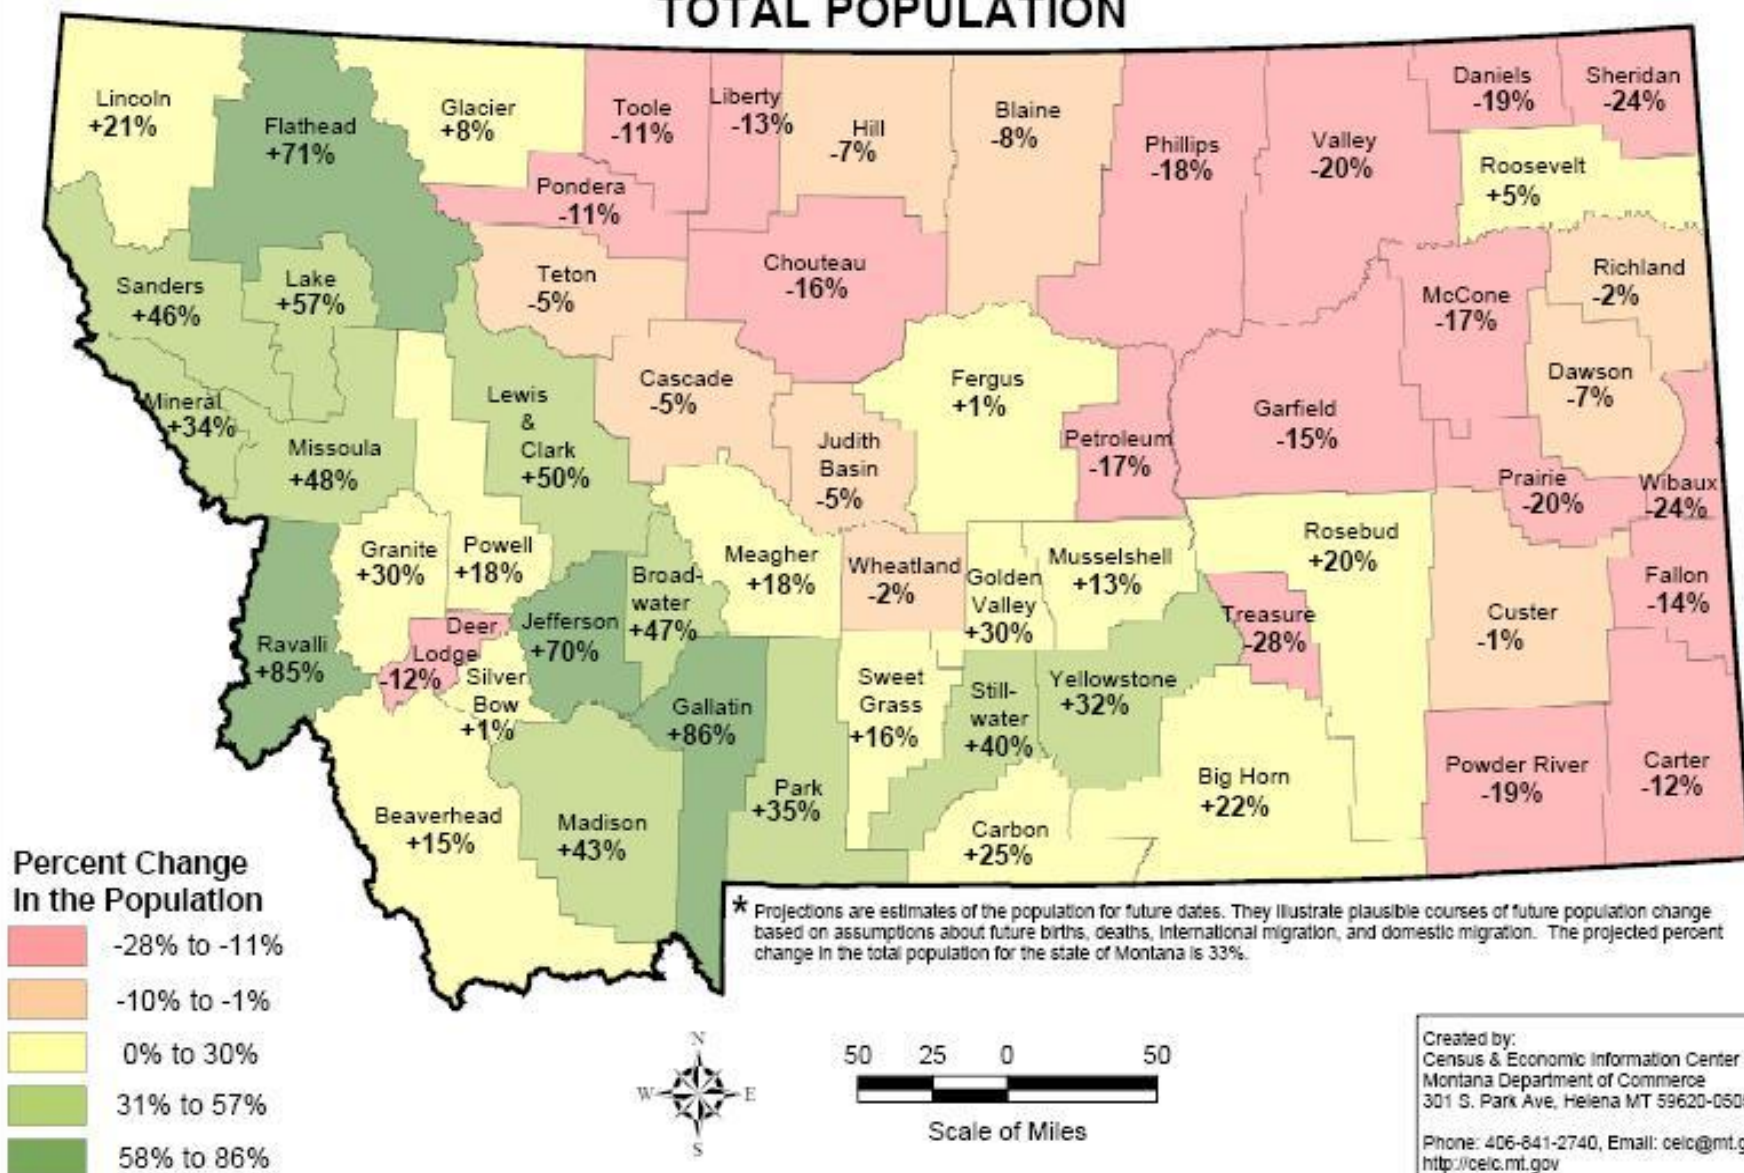 TOTAL POPULATION
Lincoln
+21%
Flathead
+71%
Glacier
+8%
Toole
-11%
Liberty
-13%
Hill
-7%
Blaine
-8%
Phillips
-18%
Valley
-20%
Daniels
-19%
Sheridan
-24%
Roosevelt
+5%
Pondera
-11%
Sanders
+46%
Lake
+57%
Teton
-5%
Chouteau
-16%
McCone
-17%
Richland
-2%
Mineral
+34%
Missoula
+48%
Lewis
&
Clark
+50%
Cascade
-5%
Judith
Basin
-5%
Fergus
+1%
Petroleum
-17%
Garfield
-15%
Dawson
-7%
Prairie
-20%
Wibaux
-24%
Granite
+30%
Powell
+18%
Broad-
water
+47%
Meagher
+18%
Wheatland
-2%
Golden
Valley
+30%
Musselshell
+13%
Rosebud
+20%
Treasure
-28%
Custer
-1%
Fallon
-14%
Ravalli
+85%
Deer
Lodge
-12%
Silver
Bow
+1%
Jefferson
+70%
Gallatin
+86%
Park
+35%
Sweet
Grass
+16%
Still-
water
+40%
Yellowstone
+32%
Big Horn
+22%
Powder River
-19%
Carter
-12%
Beaverhead
+15%
Madison
+43%
Carbon
+25%
Percent Change
In the Population
-28% to -11%
-10% to -1%
0% to 30%
31% to 57%
58% to 86%
* Projections are estimates of the population for future dates. They illustrate plausible courses of future population change
based on assumptions about future births, deaths, international migration, and domestic migration. The projected percent
change in the total population for the state of Montana is 33%.
N
W E
S
50 25 0 50
Scale of Miles
Created by:
Census & Economic Information Center
Montana Department of Commerce
301 S. Park Ave, Helena MT 59620-050
Phone: 406-841-2740, Email: ceic@mt.g
http://ceic.mt.gov